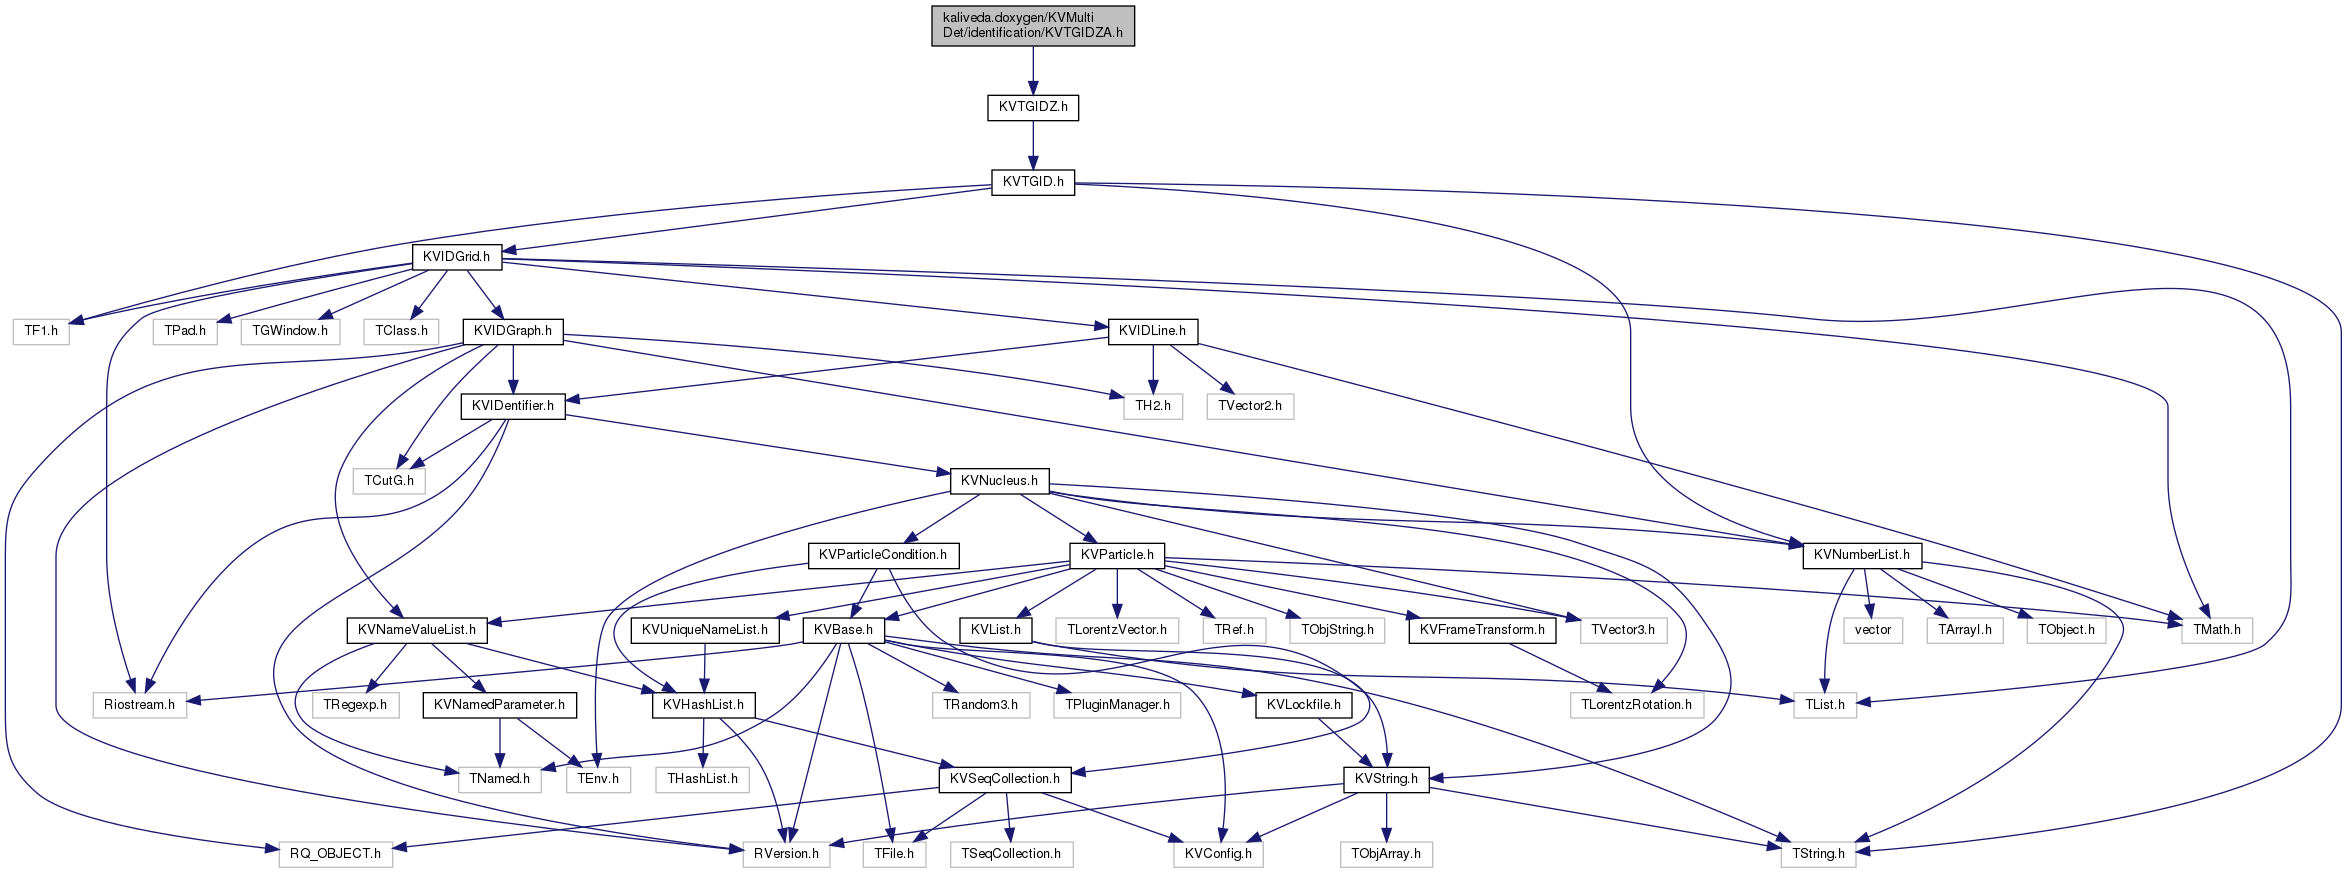 kaliveda.doxygen/KVMulti
Det/identification/KVTGIDZA.h
KVTGIDZ.h
KVTGID.h
KVIDGrid.h
TF1.h
TPad.h
TGWindow.h
TClass.h
KVIDGraph.h
KVIDLine.h
KVIDentifier.h
TH2.h
TVector2.h
TCutG.h
KVNucleus.h
KVParticleCondition.h
KVParticle.h
KVNumberList.h
KVNameValueList.h
KVUniqueNameList.h
KVBase.h
KVList.h
TLorentzVector.h
TRef.h
TObjString.h
KVFrameTransform.h
TVector3.h
vector
TArrayI.h
TObject.h
TMath.h
Riostream.h
TRegexp.h
KVNamedParameter.h
KVHashList.h
TRandom3.h
TPluginManager.h
KVLockfile.h
TLorentzRotation.h
TList.h
TNamed.h
TEnv.h
THashList.h
KVSeqCollection.h
KVString.h
RQ_OBJECT.h
RVersion.h
TFile.h
TSeqCollection.h
KVConfig.h
TObjArray.h
TString.h